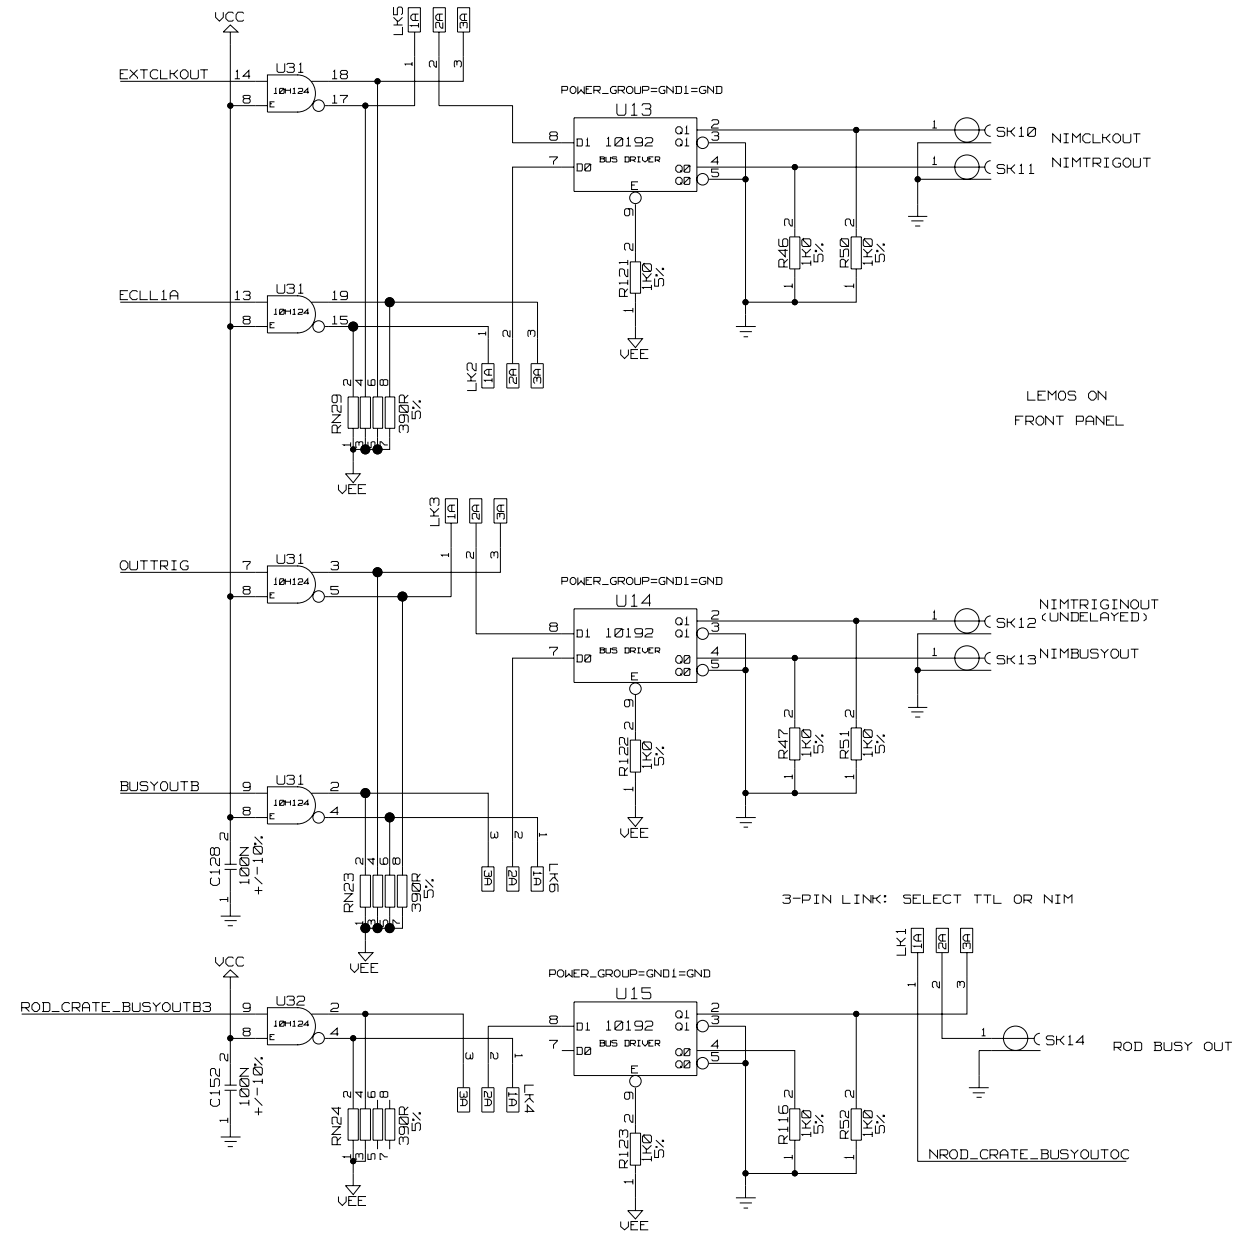 VCC
LK5
1A
2A
3A
1
2
3
EXTCLKOUT
14
U31
18
10H124
8
E
17
POWER_GROUP=GND1=GND
U13
8
D1
10192
Q1
2
Q1
3
7
D0
BUS DRIVER
Q0
4
Q0
5
E
9
1
SK10
NIMCLKOUT
1
SK11
NIMTRIGOUT
2
R121
1K0
5%
1
VEE
2
R46
1K0
5%
1
2
R50
1K0
5%
1
ECLL1A
13
U31
19
10H124
8
E
15
1
2
3
LK2
1A
2A
3A
2
4
6
8
RN29
390R
5%
1
3
5
7
VEE
LEMOS ON
FRONT PANEL
LK3
1A
2A
3A
1
2
3
OUTTRIG
7
U31
3
10H124
8
E
5
POWER_GROUP=GND1=GND
U14
8
D1
10192
Q1
2
Q1
3
7
D0
BUS DRIVER
Q0
4
Q0
5
E
9
1
SK12
NIMTRIGINOUT
(UNDELAYED)
1
SK13
NIMBUSYOUT
2
R122
1K0
5%
1
VEE
2
R47
1K0
5%
1
2
R51
1K0
5%
1
BUSYOUTB
9
U31
2
10H124
8
E
4
3
2
1
3A
2A
1A
LK6
2
C128
100N
+/-10%
1
2
4
6
8
RN23
390R
5%
1
3
5
7
VEE
3-PIN LINK: SELECT TTL OR NIM
LK1
1A
2A
3A
1
2
3
VCC
ROD_CRATE_BUSYOUTB3
9
U32
2
10H124
8
E
4
POWER_GROUP=GND1=GND
U15
8
D1
10192
Q1
2
Q1
3
7
D0
BUS DRIVER
Q0
4
Q0
5
E
9
1
SK14
ROD BUSY OUT
3
2
1
3A
2A
1A
LK4
2
C152
100N
+/-10%
1
2
4
6
8
RN24
390R
5%
1
3
5
7
VEE
2
R123
1K0
5%
1
VEE
2
R116
1K0
5%
1
2
R52
1K0
5%
1
NROD_CRATE_BUSYOUTOC